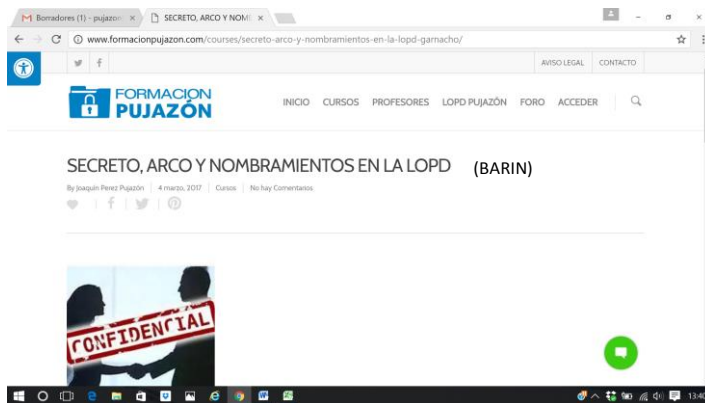 Borradores (1) - pujazon
SECRETO, ARCO Y NOM
www.formacionpujazon.com/courses/secreto-arco-y-nombramientos-en-la-lopd-gamacho/
AVISO LEGAL CONTACTO
FORMACION
PUJAZÓN
INICIO CURSOS PROFESORES LOPD PUJAZÓN FORO ACCEDER
SECRETO, ARCO Y NOMBRAMIENTOS EN LA LOPD (BARIN)
By Joaquin Perez Pujazón 4 marzo, 2017 Cursos No hay Comentarios
CONFIDENCIAL
13:40